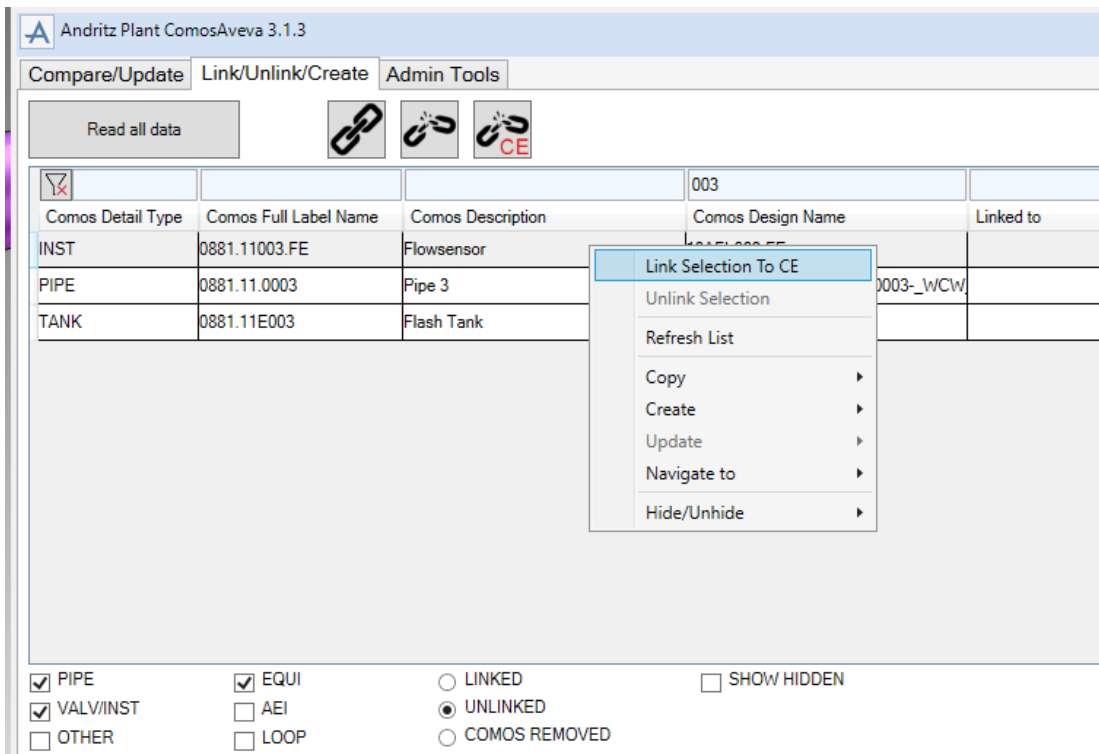 Andritz Plant ComosAveva 3.1.3
Compare/Update Link/Unlink/Create Admin Tools
Read all data CE
003
Comos Detail Type Comos Full Label Name Comos Description Comos Design Name Linked to
INST 0881.11003.FE Flowsensor
PIPE 0881.11.0003 Pipe 3 0003-_WCW_
TANK 0881.11E003 Flash Tank
Link Selection To CE
Unlink Selection
Refresh List
Copy
Create
Update
Navigate to
Hide/Unhide
PIPE EQUI LINKED SHOW HIDDEN
VALV/INST AEI UNLINKED
OTHER LOOP COMOS REMOVED